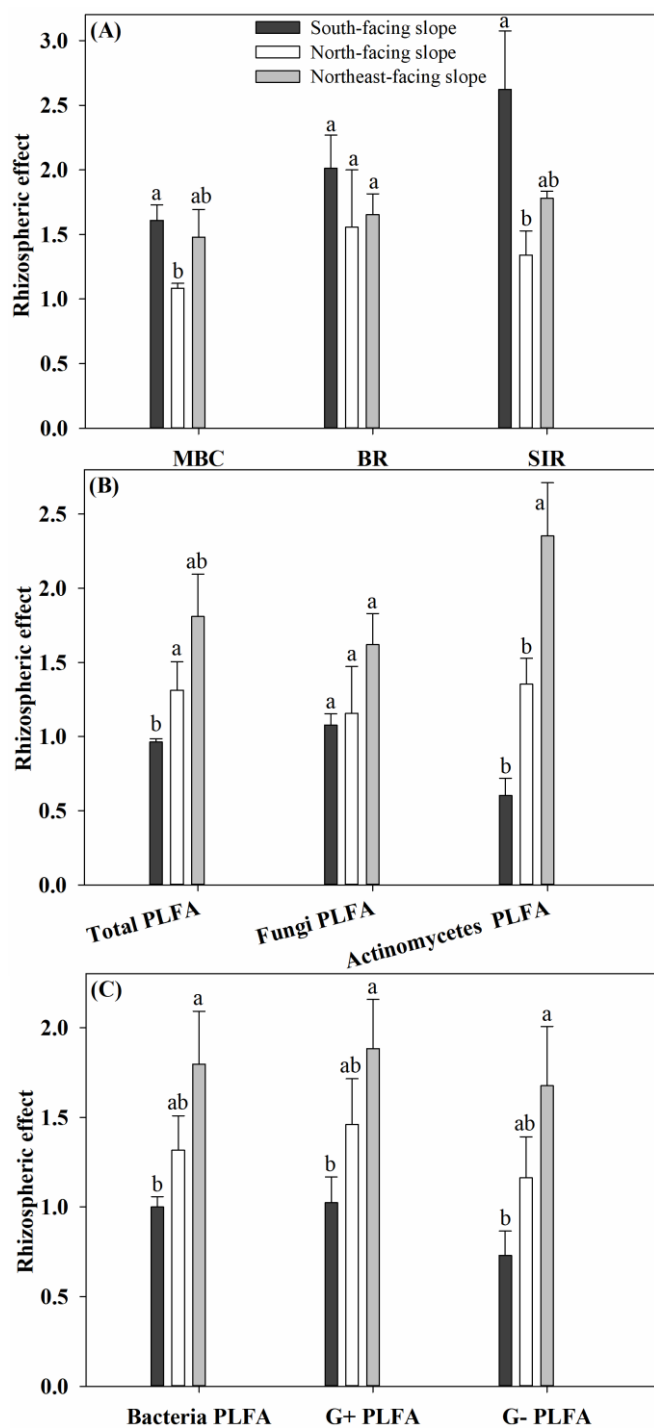 (A)
South-facing slope
North-facing slope
Northeast-facing slope
Rhizospheric effect
3.0
2.5
2.0
1.5
1.0
0.5
0.0
a
b
ab
a
a
a
a
b
ab
MBC
BR
SIR
(B)
Rhizospheric effect
2.5
2.0
1.5
1.0
0.5
0.0
b
a
ab
a
a
a
b
b
a
Total PLFA
Fungi PLFA
Actinomycetes PLFA
(C)
Rhizospheric effect
2.0
1.5
1.0
0.5
0.0
b
ab
a
b
ab
a
b
ab
a
Bacteria PLFA
G+ PLFA
G- PLFA